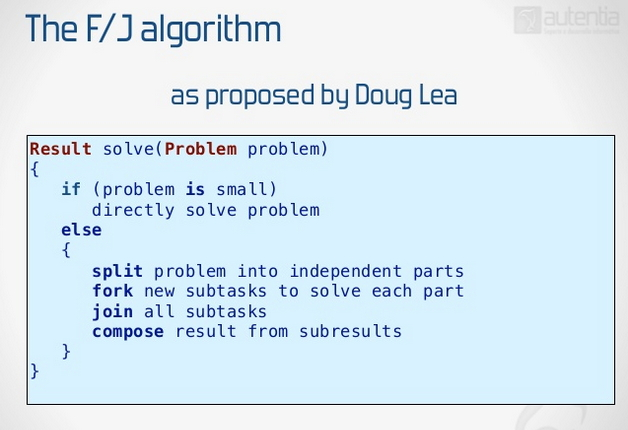 The F/J algorithm
autentia
as proposed by Doug Lea
Result solve(Problem problem)
{
if (problem is small)
directly solve problem
else
{
split problem into independent parts
fork new subtasks to solve each part
join all subtasks
compose result from subresults
}
}